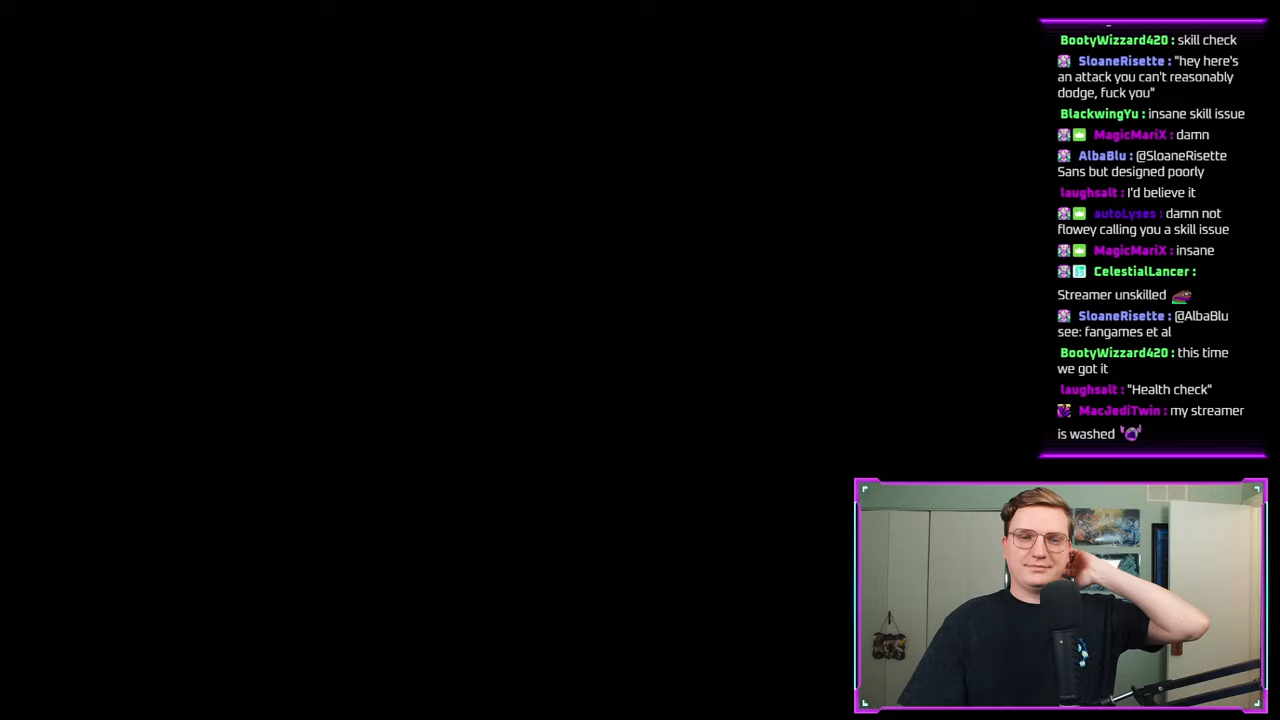 BootyWizzard420 : skill check
SloaneRisette : "hey here's
an attack you can't reasonably
dodge, fuck you"
BlackwingYu : insane skill issue
MagicMariX : damn
AlbaBlu : @SloaneRisette
Sans but designed poorly
laughsalt : I'd believe it
autoLyses : damn not
flowey calling you a skill issue
MagicMariX : insane
CelestialLancer :
Streamer unskilled
SloaneRisette : @AlbaBlu
see: fangames et al
BootyWizzard420 : this time
we got it
laughsalt : "Health check"
MacJediTwin : my streamer
is washed